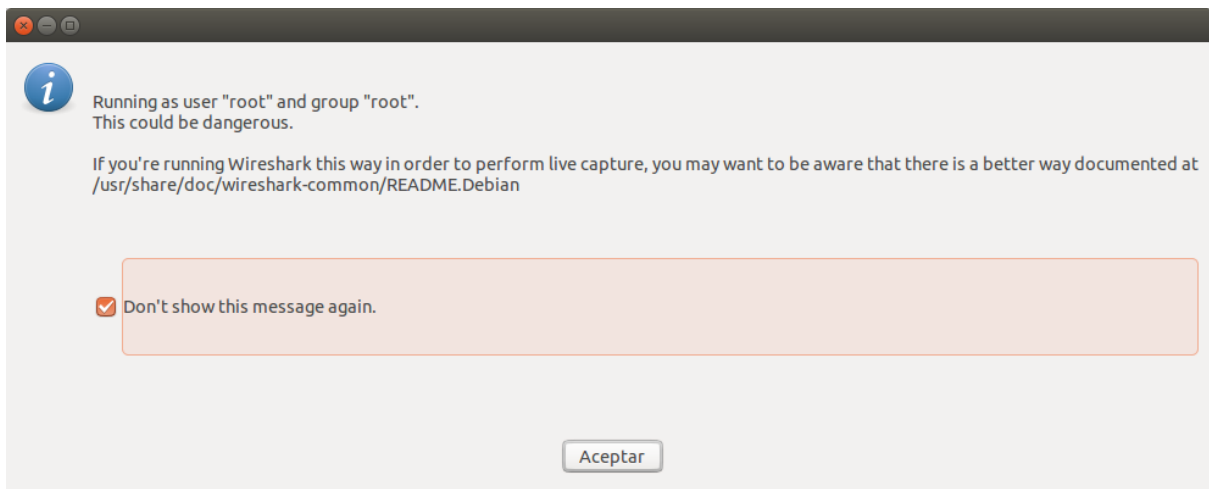 Running as user "root" and group "root".
This could be dangerous.
If you're running Wireshark this way in order to perform live capture, you may want to be aware that there is a better way documented at
/usr/share/doc/wireshark-common/README.Debian
Don't show this message again.
Aceptar